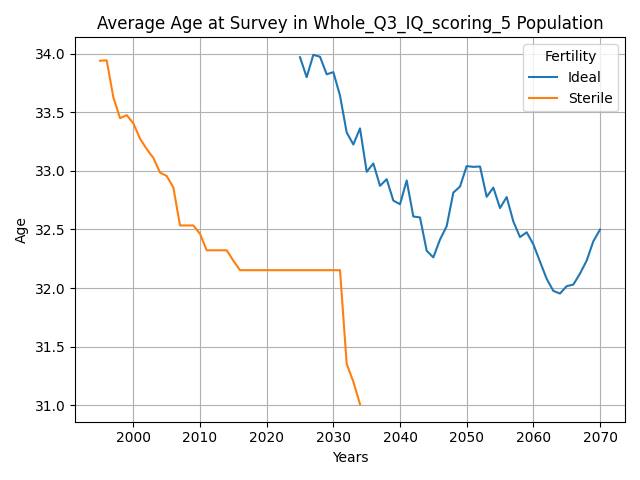 Average Age at Survey in Whole_Q3_IQ_scoring_5 Population
Fertility
Ideal
Sterile
34.0
33.5
33.0
32.5
32.0
31.5
31.0
Age
2000 2010 2020 2030 2040 2050 2060 2070
Years